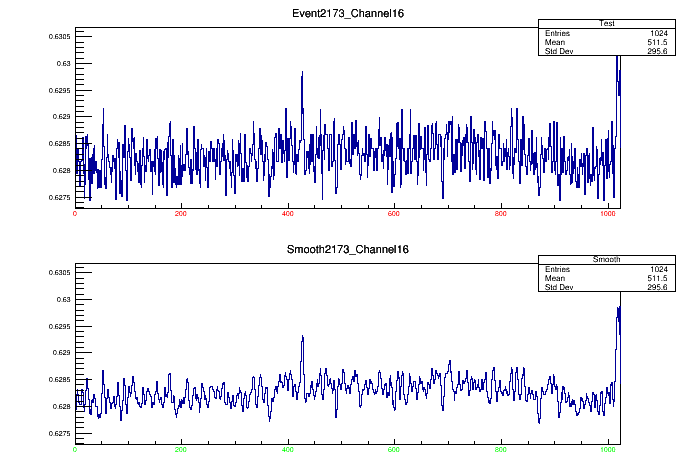 Event2173_Channel16
Test
Entries 1024
Mean 511.5
Std Dev 295.6
0.6305
0.63
0.6295
0.629
0.6285
0.628
0.6275
0 200 400 600 800 1000
Smooth2173_Channel16
Smooth
Entries 1024
Mean 511.5
Std Dev 295.6
0.6305
0.63
0.6295
0.629
0.6285
0.628
0.6275
0 200 400 600 800 1000